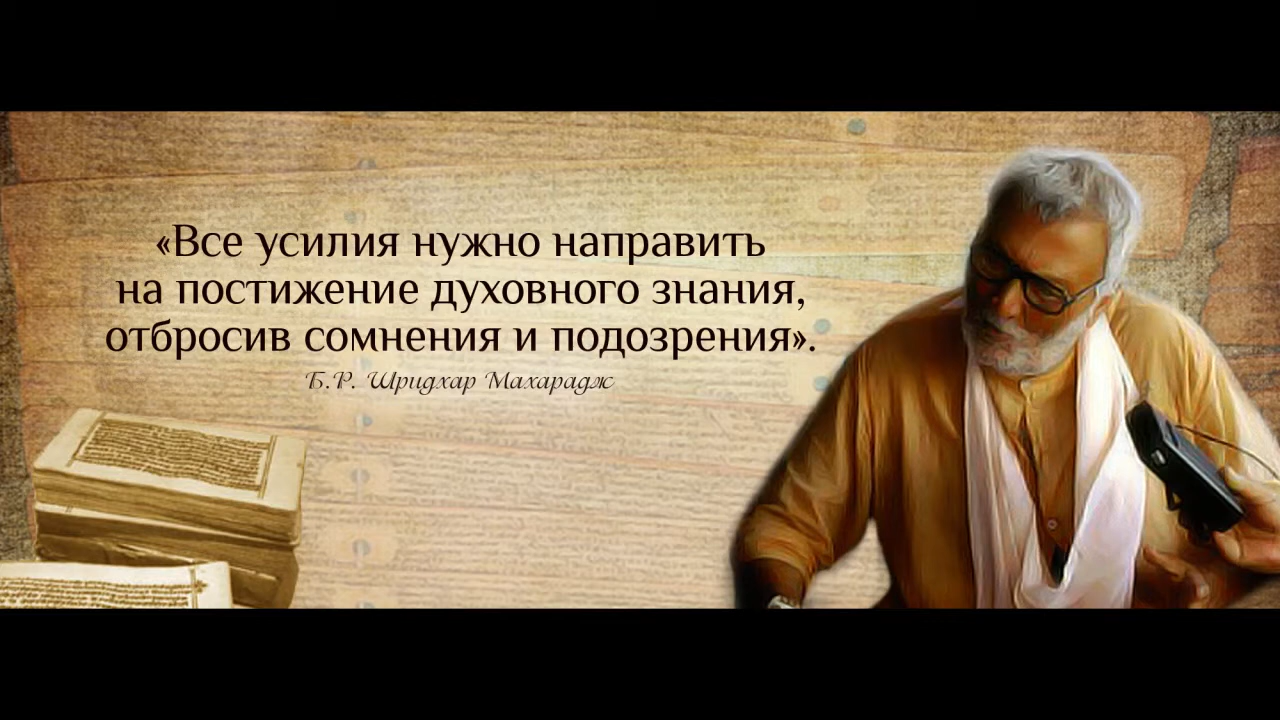 «Все усилия нужно направить
на постижение духовного знания,
отбросив сомнения и подозрения».
Б.Р. Шридхар Махарадж